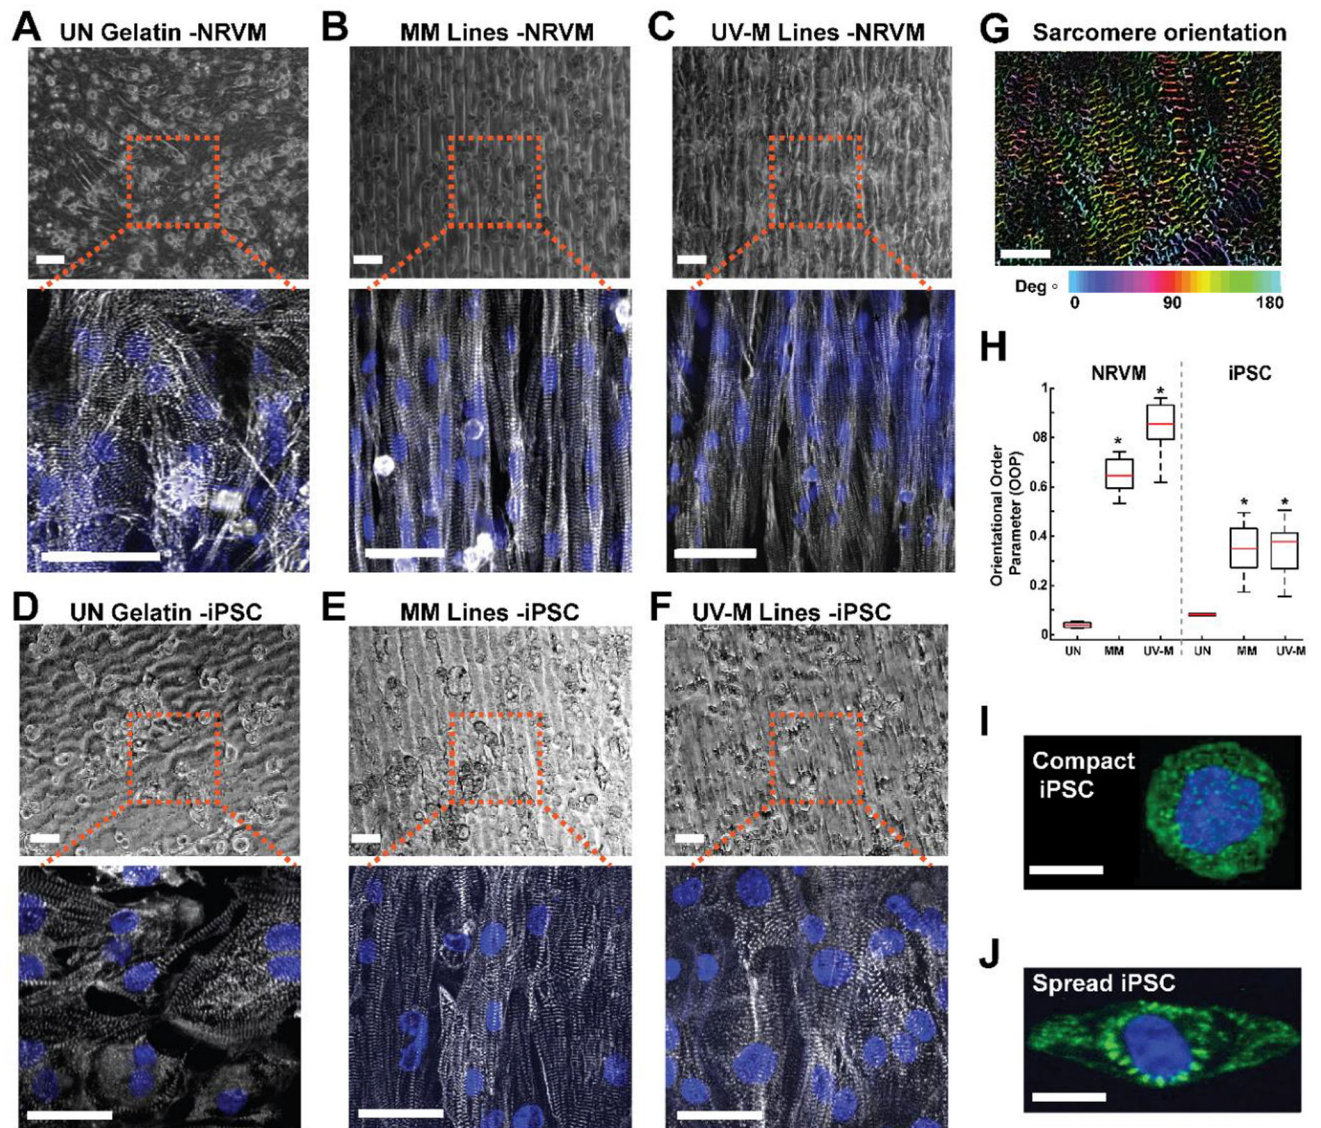 A UN Gelatin -NRVM
B MM Lines -NRVM
C UV-M Lines -NRVM
G Sarcomere orientation
Deg °
0 90 180
H
NRVM iPSC
Orientational Order
Parameter (OOP)
1
08
0.6
0.4
0.2
0
*
*
*
*
UN MM UV-M UN MM UV-M
D UN Gelatin -iPSC
E MM Lines -iPSC
F UV-M Lines -iPSC
I
Compact
iPSC
J
Spread iPSC